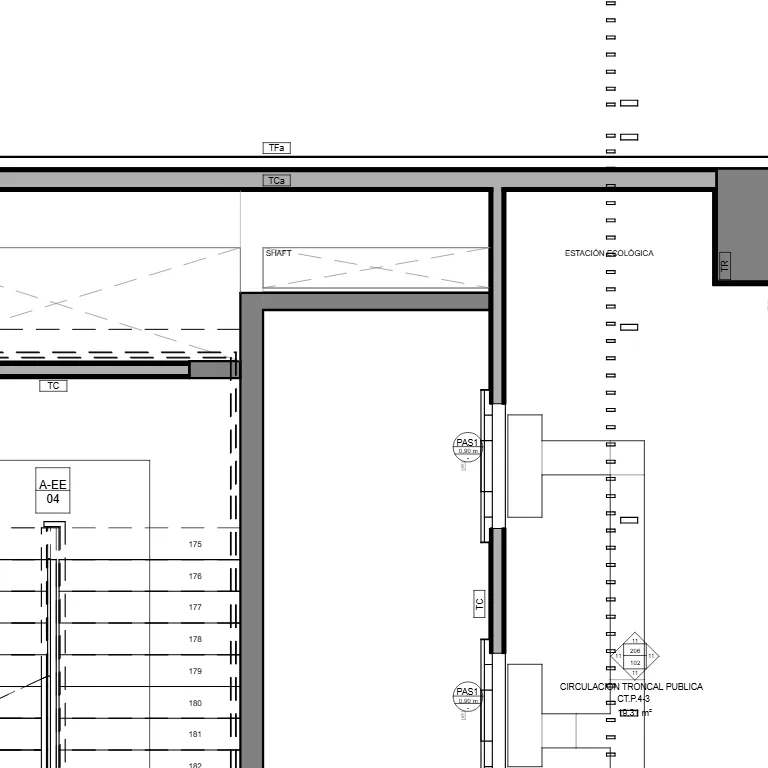 TFa
TCa
SHAFT
ESTACIÓN ECOLÓGICA
TR
TC
PAS1
0.90 m
-
A-EE
04
175
176
177
TC
178
11
206
11
11
102
11
179
CIRCULACIÓN TRONCAL PUBLICA
PAS1
CT.P.4-3
0.90 m
-
180
19.31 m²
181
182